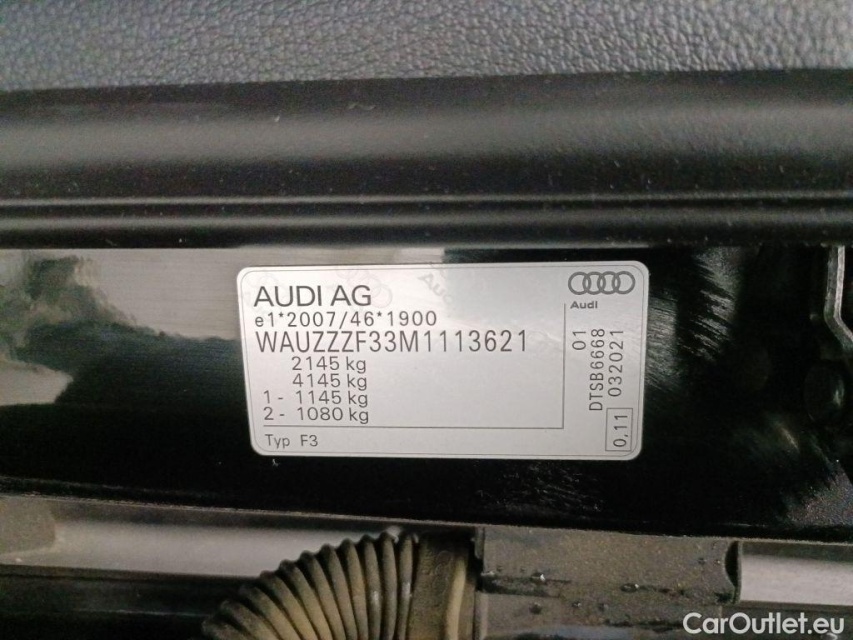 AUDI AG
e1*2007/46*1900
WAUZZZF33M1113621
2145 kg
4145 kg
1 - 1145 kg
2 - 1080 kg
Typ F3
Audi
01
DTSB6668
032021
0,11
CarOutlet.eu